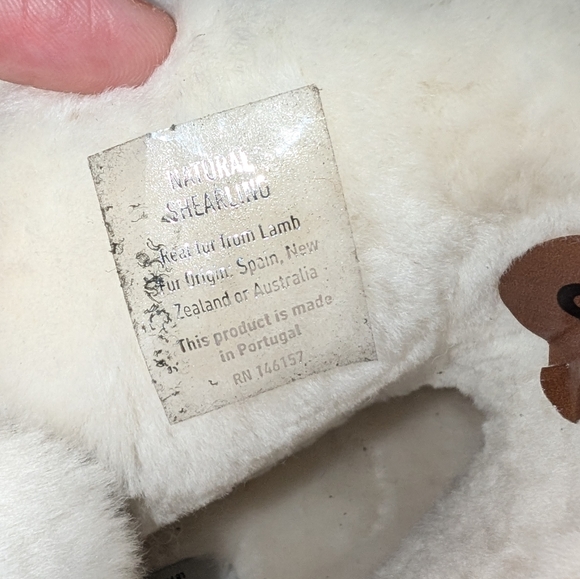 NATURAL
SHEARLING
Real fur from Lamb
Fur Origin: Spain, New
Zealand or Australia
This product is made
in Portugal
RN 146157